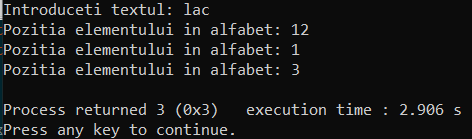 Introduceti textul: lac
Pozitia elementului in alfabet: 12
Pozitia elementului in alfabet: 1
Pozitia elementului in alfabet: 3
Process returned 3 (0x3)   execution time : 2.906 s
Press any key to continue.